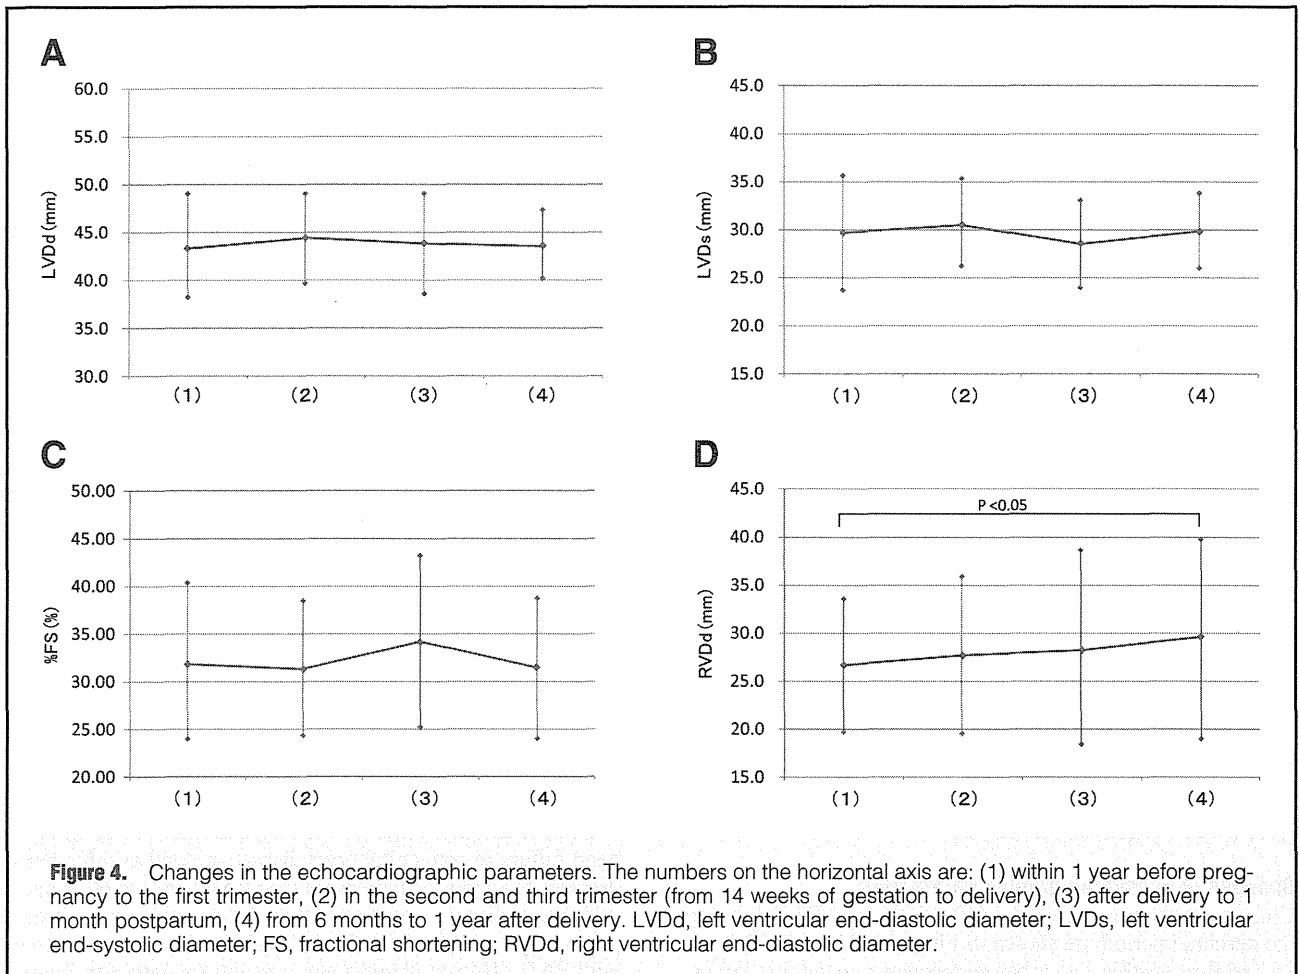 A
60.0
55.0
50.0
45.0
40.0
35.0
30.0
LVDd (mm)
(1) (2) (3) (4)
B
45.0
40.0
35.0
30.0
25.0
20.0
15.0
LVDs (mm)
(1) (2) (3) (4)
C
50.00
45.00
40.00
35.00
30.00
25.00
20.00
%FS (%)
(1) (2) (3) (4)
D
45.0
40.0
35.0
30.0
25.0
20.0
15.0
RVDd (mm)
P <0.05
(1) (2) (3) (4)
Figure 4. Changes in the echocardiographic parameters. The numbers on the horizontal axis are: (1) within 1 year before preg-
nancy to the first trimester, (2) in the second and third trimester (from 14 weeks of gestation to delivery), (3) after delivery to 1
month postpartum, (4) from 6 months to 1 year after delivery. LVDd, left ventricular end-diastolic diameter; LVDs, left ventricular
end-systolic diameter; FS, fractional shortening; RVDd, right ventricular end-diastolic diameter.